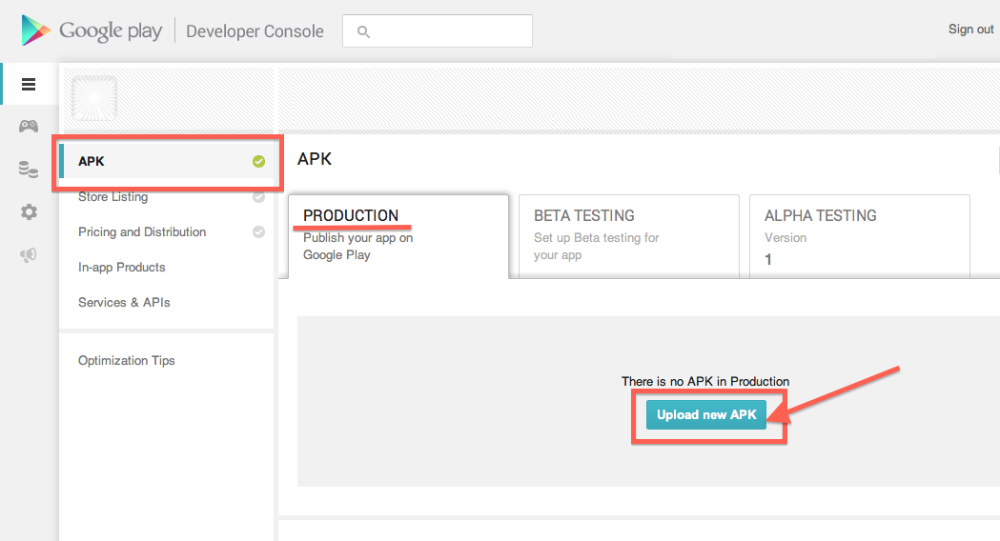 Google play
Developer Console
Sign out
APK
Store Listing
Pricing and Distribution
In-app Products
Services & APIs
Optimization Tips
APK
PRODUCTION
Publish your app on
Google Play
BETA TESTING
Set up Beta testing for
your app
ALPHA TESTING
Version
1
There is no APK in Production
Upload new APK